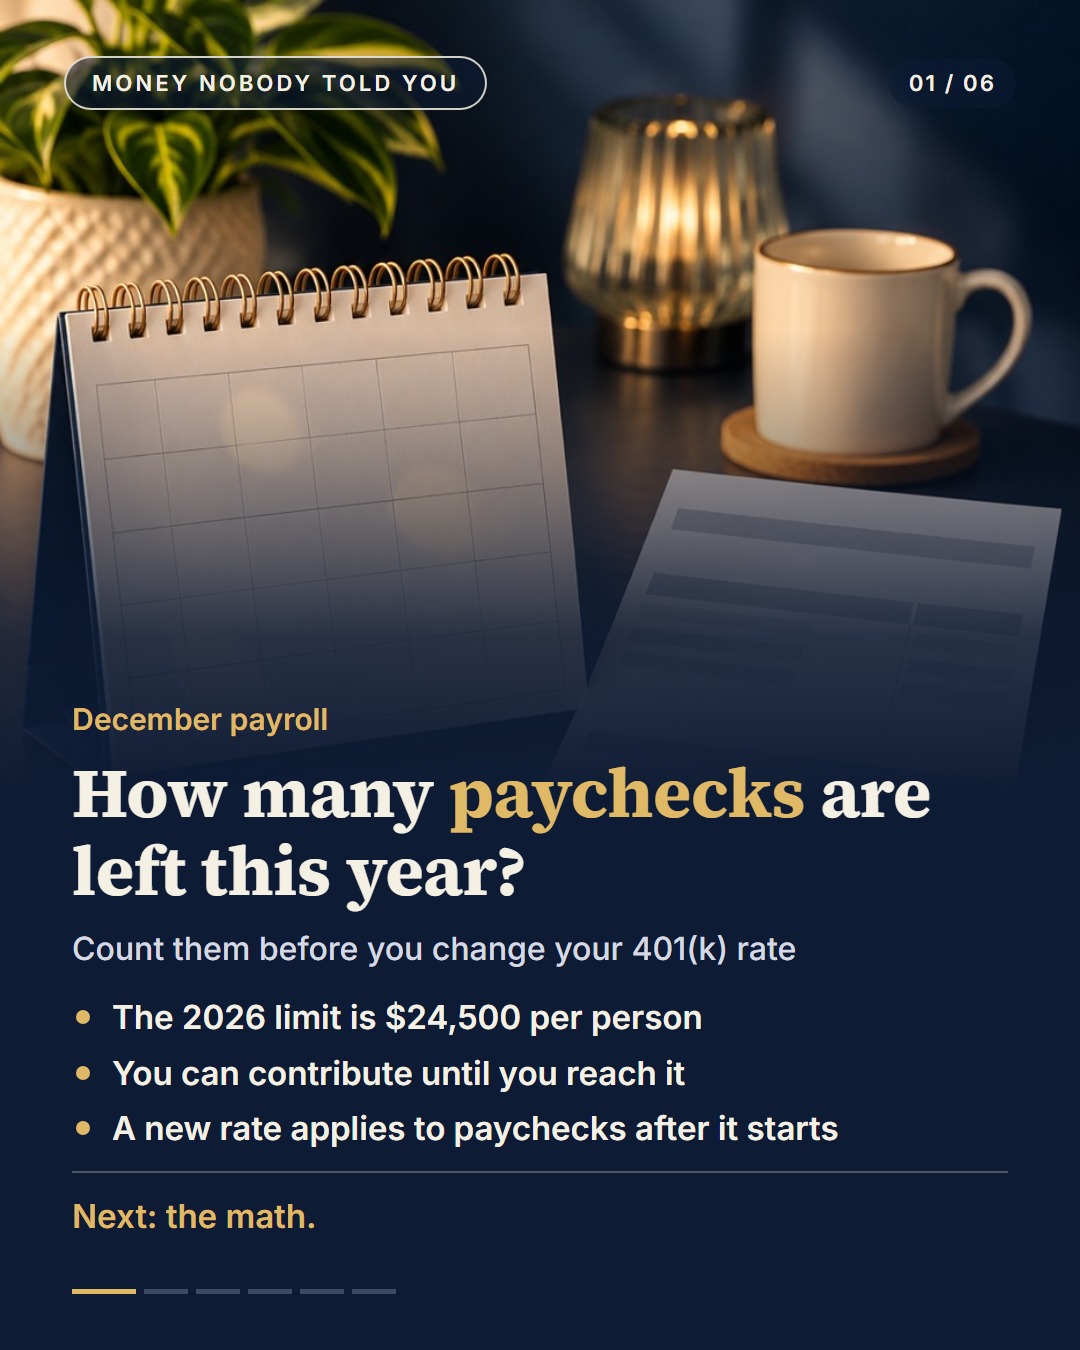 MONEY NOBODY TOLD YOU
01 / 06
December payroll
How many paychecks are
left this year?
Count them before you change your 401(k) rate
The 2026 limit is $24,500 per person
You can contribute until you reach it
A new rate applies to paychecks after it starts
Next: the math.